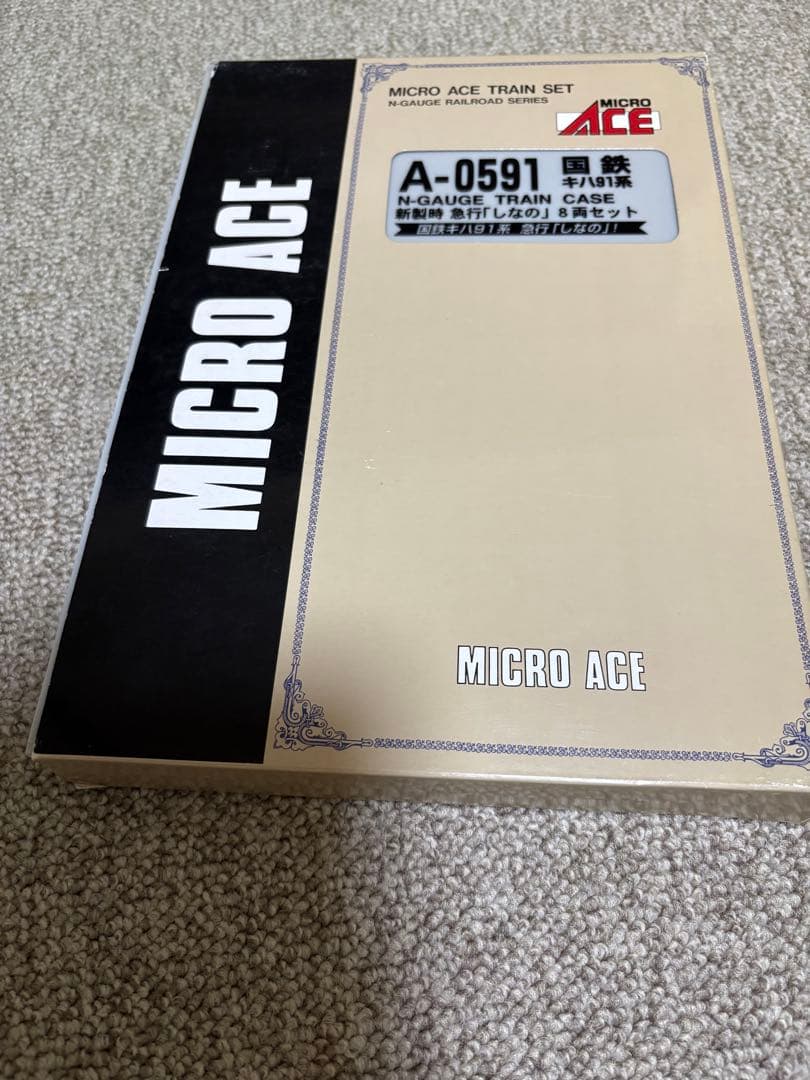 MICRO ACE
MICRO ACE TRAIN SET
N-GAUGE RAILROAD SERIES
MICRO
ACE
A-0591 国鉄
キハ91系
N-GAUGE TRAIN CASE
新製時 急行「しなの」8両セット
国鉄キハ91系 急行「しなの」!
MICRO ACE